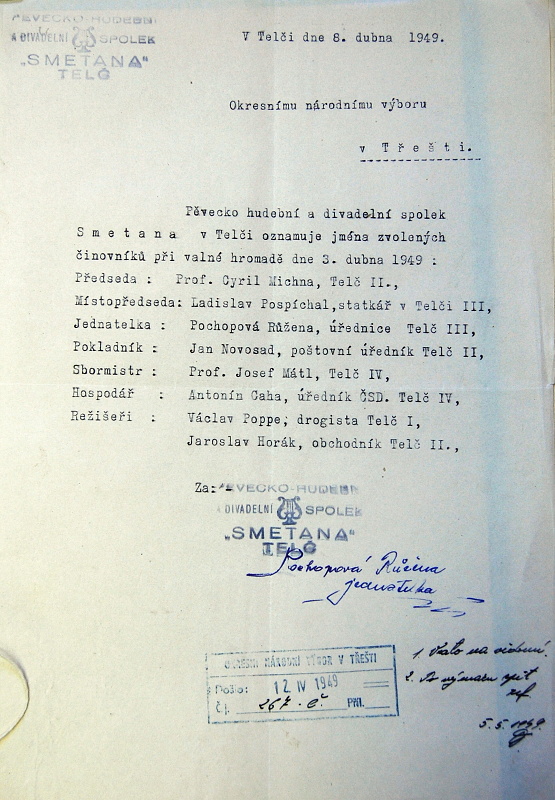 PĚVECKO-HUDEBNÍ
A DIVADELNÍ SPOLEK
„SMETANA"
TELČ
V Telči dne 8. dubna 1949.
Okresnímu národnímu výboru
v Třešti.
Pěvecko hudební a divadelní spolek
Smetana v Telči oznamuje jména zvolených
činovníků při valné hromadě dne 3. dubna 1949 :
Předseda : Prof. Cyril Michna, Telč II.,
Místopředseda: Ladislav Pospíchal,statkář v Telči III,
Jednatelka : Pochopová Růžena, úřednice Telč III,
Pokladník : Jan Novosad, poštovní úředník Telč II,
Sbormistr : Prof. Josef Mátl, Telč IV,
Hospodář : Antonín Caha, úředník ČSD. Telč IV,
Režišeři : Václav Poppe, drogista Telč I,
Jaroslav Horák, obchodník Telč II.,
Za:
PĚVECKO-HUDEBNÍ
A DIVADELNÍ SPOLEK
„SMETANA"
TELČ
Pochopová Růžena
jednatelka
OKRESNÍ NÁRODNÍ VÝBOR V TŘEŠTI
Došlo: 12 IV 1949
Č.j. 267.-č. Příl.
1. Vzato na vědomí.
2. Po
5.5.1949